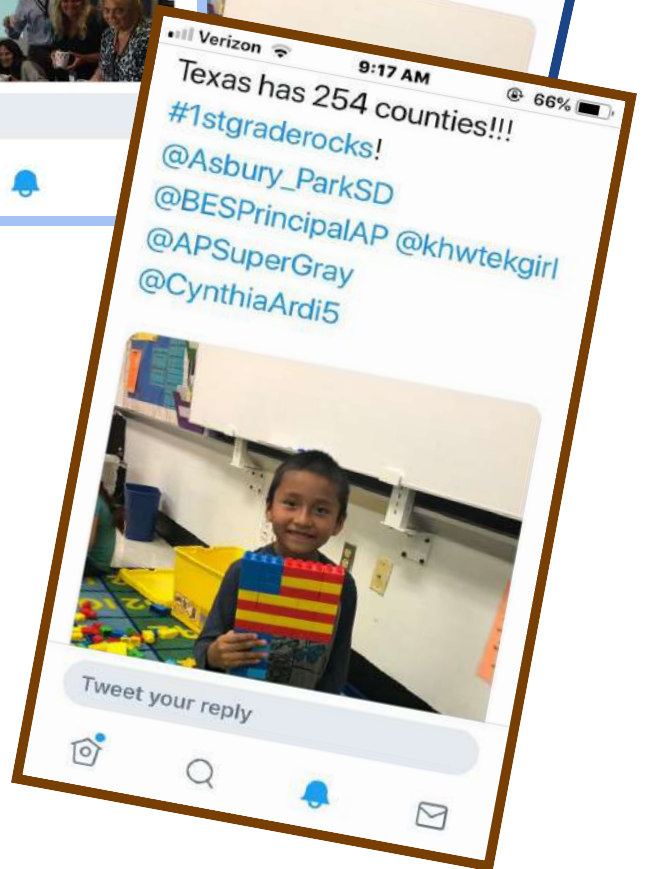 Verizon 9:17 AM 66%
Texas has 254 counties!!!
#1stgraderocks!
@Asbury_ParkSD
@BESPrincipalAP @khwtekgirl
@APSuperGray
@CynthiaArdi5
Tweet your reply